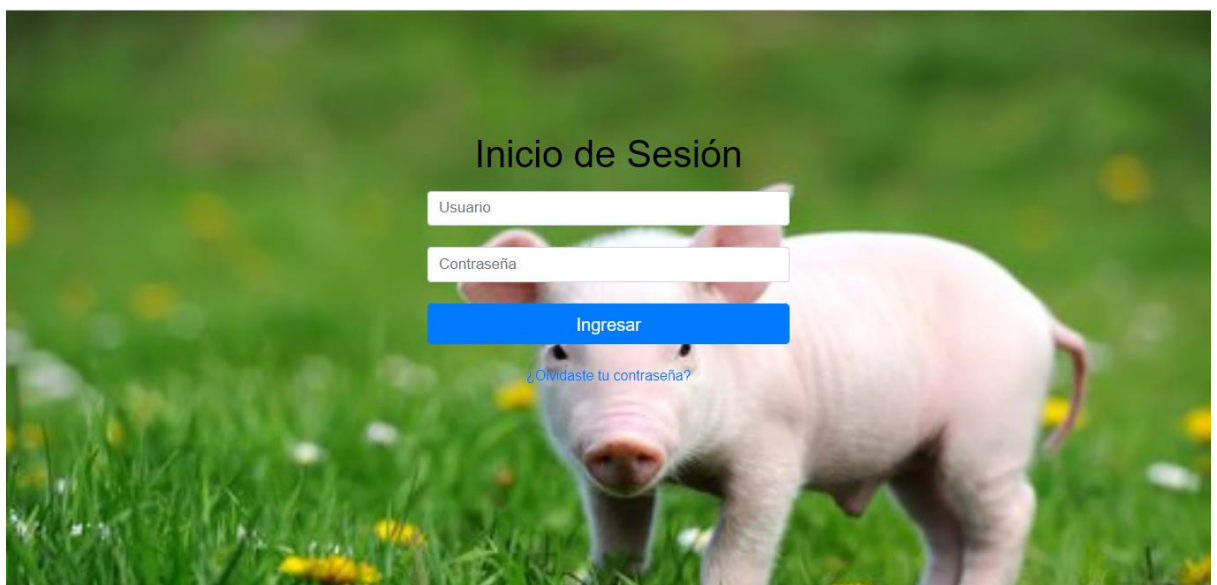 Inicio de Sesión
Usuario
Contraseña
Ingresar
¿Olvidaste tu contraseña?